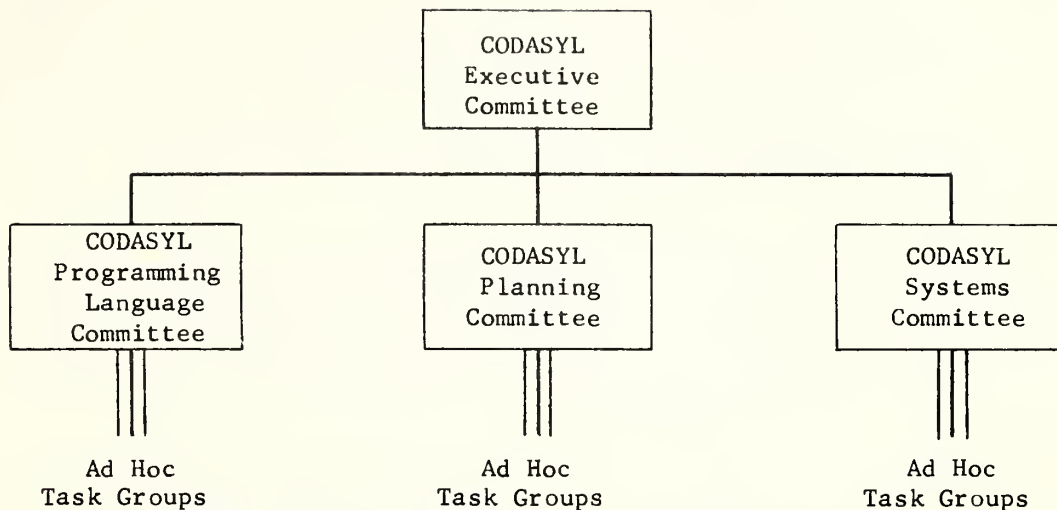 CODASYL
Executive
Committee
CODASYL
Programming
Language
Committee
CODASYL
Planning
Committee
CODASYL
Systems
Committee
Ad Hoc
Task Groups
Ad Hoc
Task Groups
Ad Hoc
Task Groups